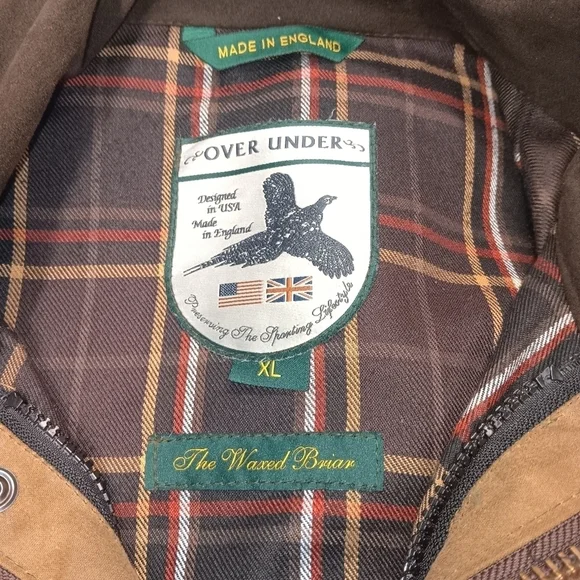 MADE IN ENGLAND
OVER UNDER
Designed
in USA
Made
in England
Preserving The Sporting Lifestyle
XL
The Waxed Briar